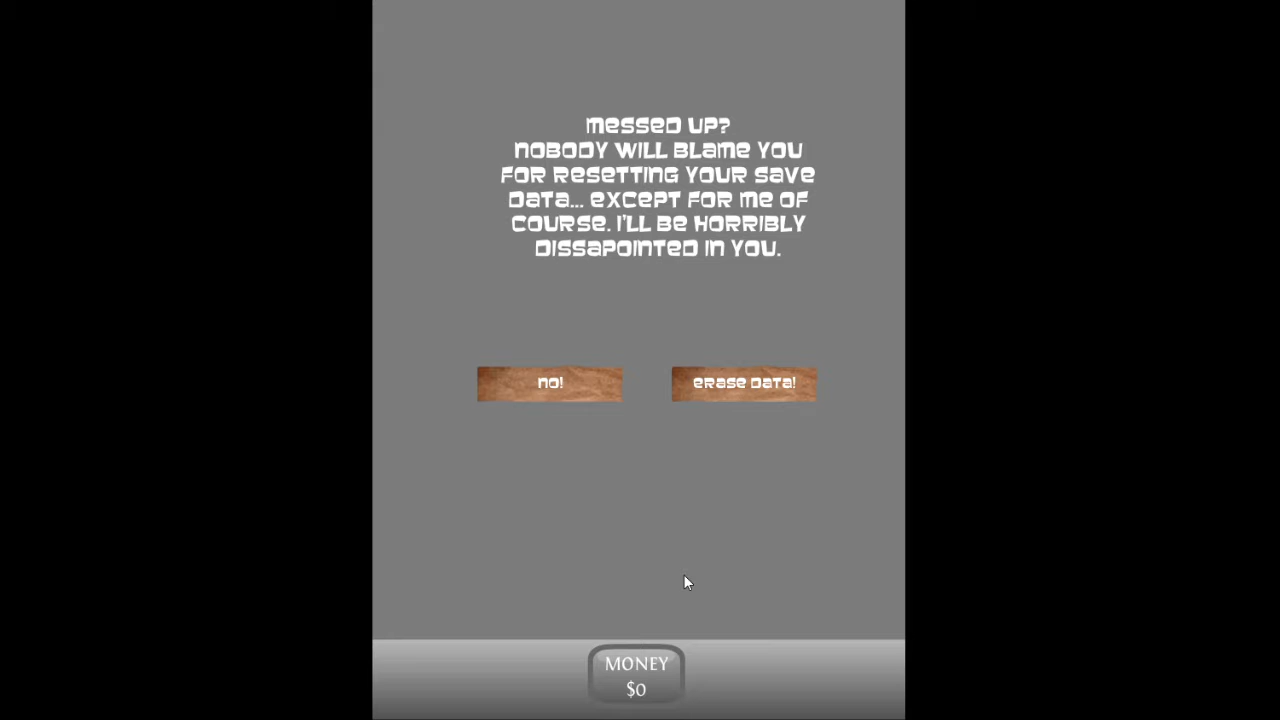 MESSED UP?
NOBODY WILL BLAME YOU
FOR RESETTING YOUR SAVE
DATA... EXCEPT FOR ME OF
COURSE. I'LL BE HORRIBLY
DISSAPOINTED IN YOU.
NO!
ERASE DATA!
MONEY
$0